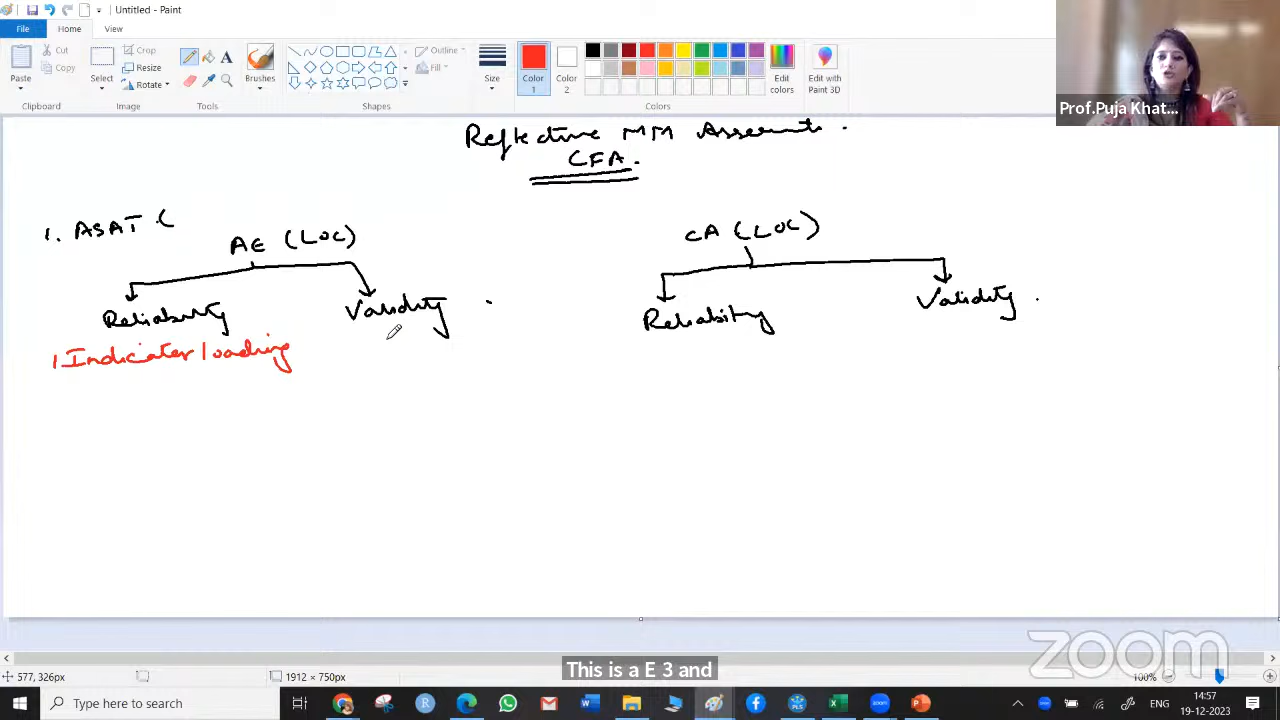 Untitled - Paint
File
Home
View
Paste
Cut
Copy
Clipboard
Select
Crop
Resize
Rotate
Image
Tools
Brushes
Shapes
Outline
Fill
Size
Color 1
Color 2
Edit colors
Colors
Edit with Paint 3D
Prof.Puja Khat...
Reflective MM
CFA.
1. ASAT (
AE (LOC)
CA (LOC)
Reliability
Validity
Reliability
Validity .
1 Indicator loading
zoom
This is a E 3 and
577, 326px
1912 × 750px
100%
Type here to search
ENG
14:57
19-12-2023